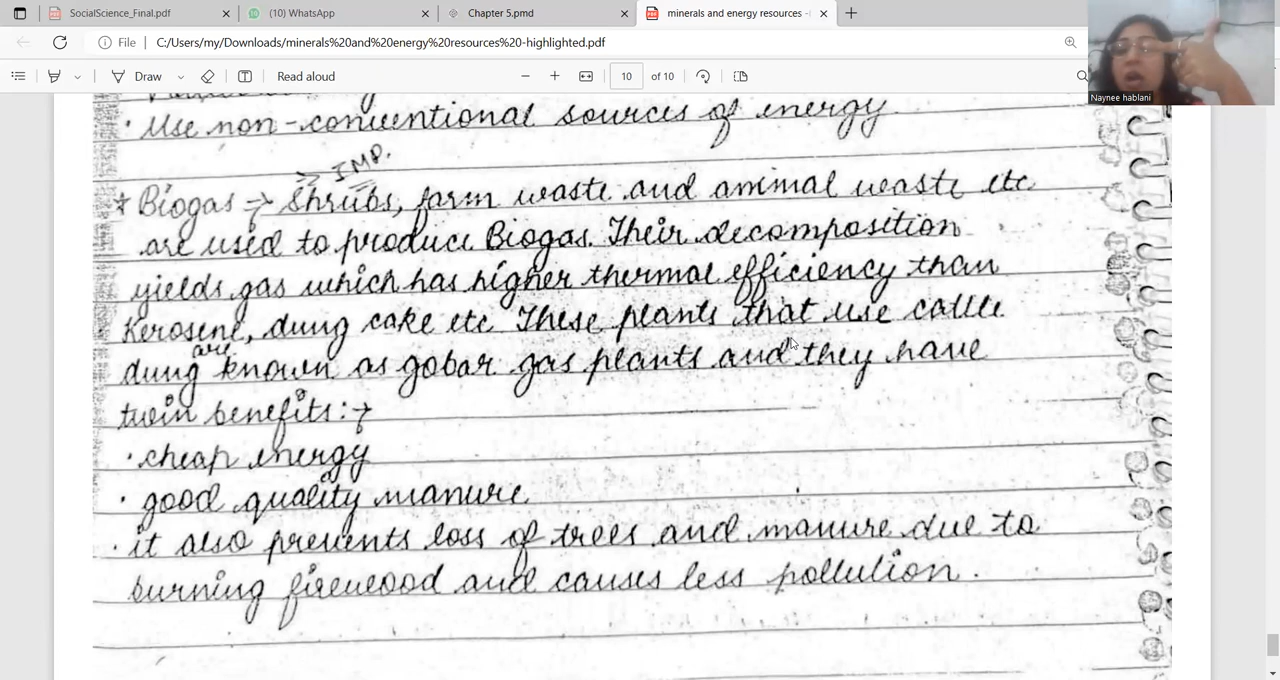 SocialScience_Final.pdf
(10) WhatsApp
Chapter 5.pmd
minerals and energy resources -
File
C:/Users/my/Downloads/minerals%20and%20energy%20resources%20-highlighted.pdf
Draw
Read aloud
10 of 10
Naynee hablani
· Use non-conventional sources of energy
IMP.
* Biogas → Shrubs, farm waste and animal waste etc
are used to produce Biogas. Their decomposition
yields gas which has higher thermal efficiency than
Kerosene, dung cake etc These plants that use cattle
dung are known as gobar gas plants and they have
twin benefits:→
· cheap energy
· good quality manure
· it also prevents loss of trees and manure due to
burning firewood and causes less pollution.